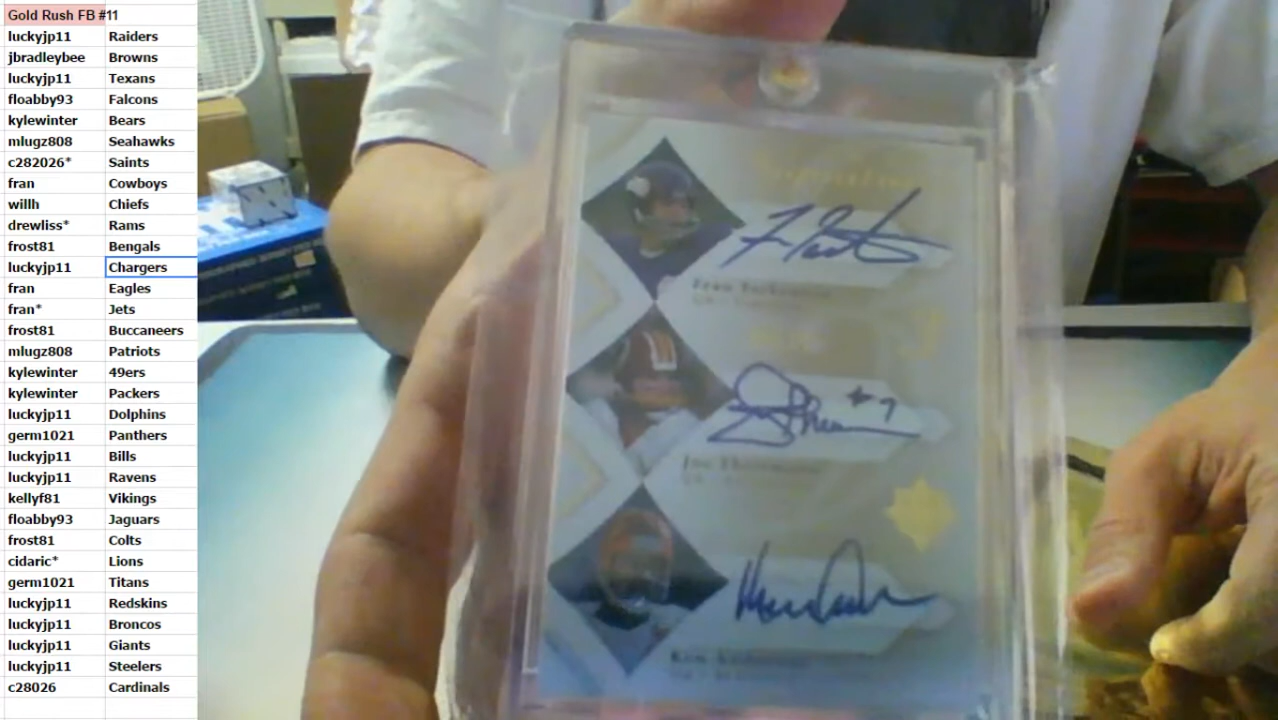 Gold Rush FB #11
luckyjp11 Raiders
jbradleybee Browns
luckyjp11 Texans
floabby93 Falcons
kylewinter Bears
mlugz808 Seahawks
c282026* Saints
fran Cowboys
willh Chiefs
drewliss* Rams
frost81 Bengals
luckyjp11 Chargers
fran Eagles
fran* Jets
frost81 Buccaneers
mlugz808 Patriots
kylewinter 49ers
kylewinter Packers
luckyjp11 Dolphins
germ1021 Panthers
luckyjp11 Bills
luckyjp11 Ravens
kellyf81 Vikings
floabby93 Jaguars
frost81 Colts
cidaric* Lions
germ1021 Titans
luckyjp11 Redskins
luckyjp11 Broncos
luckyjp11 Giants
luckyjp11 Steelers
c28026 Cardinals
#7